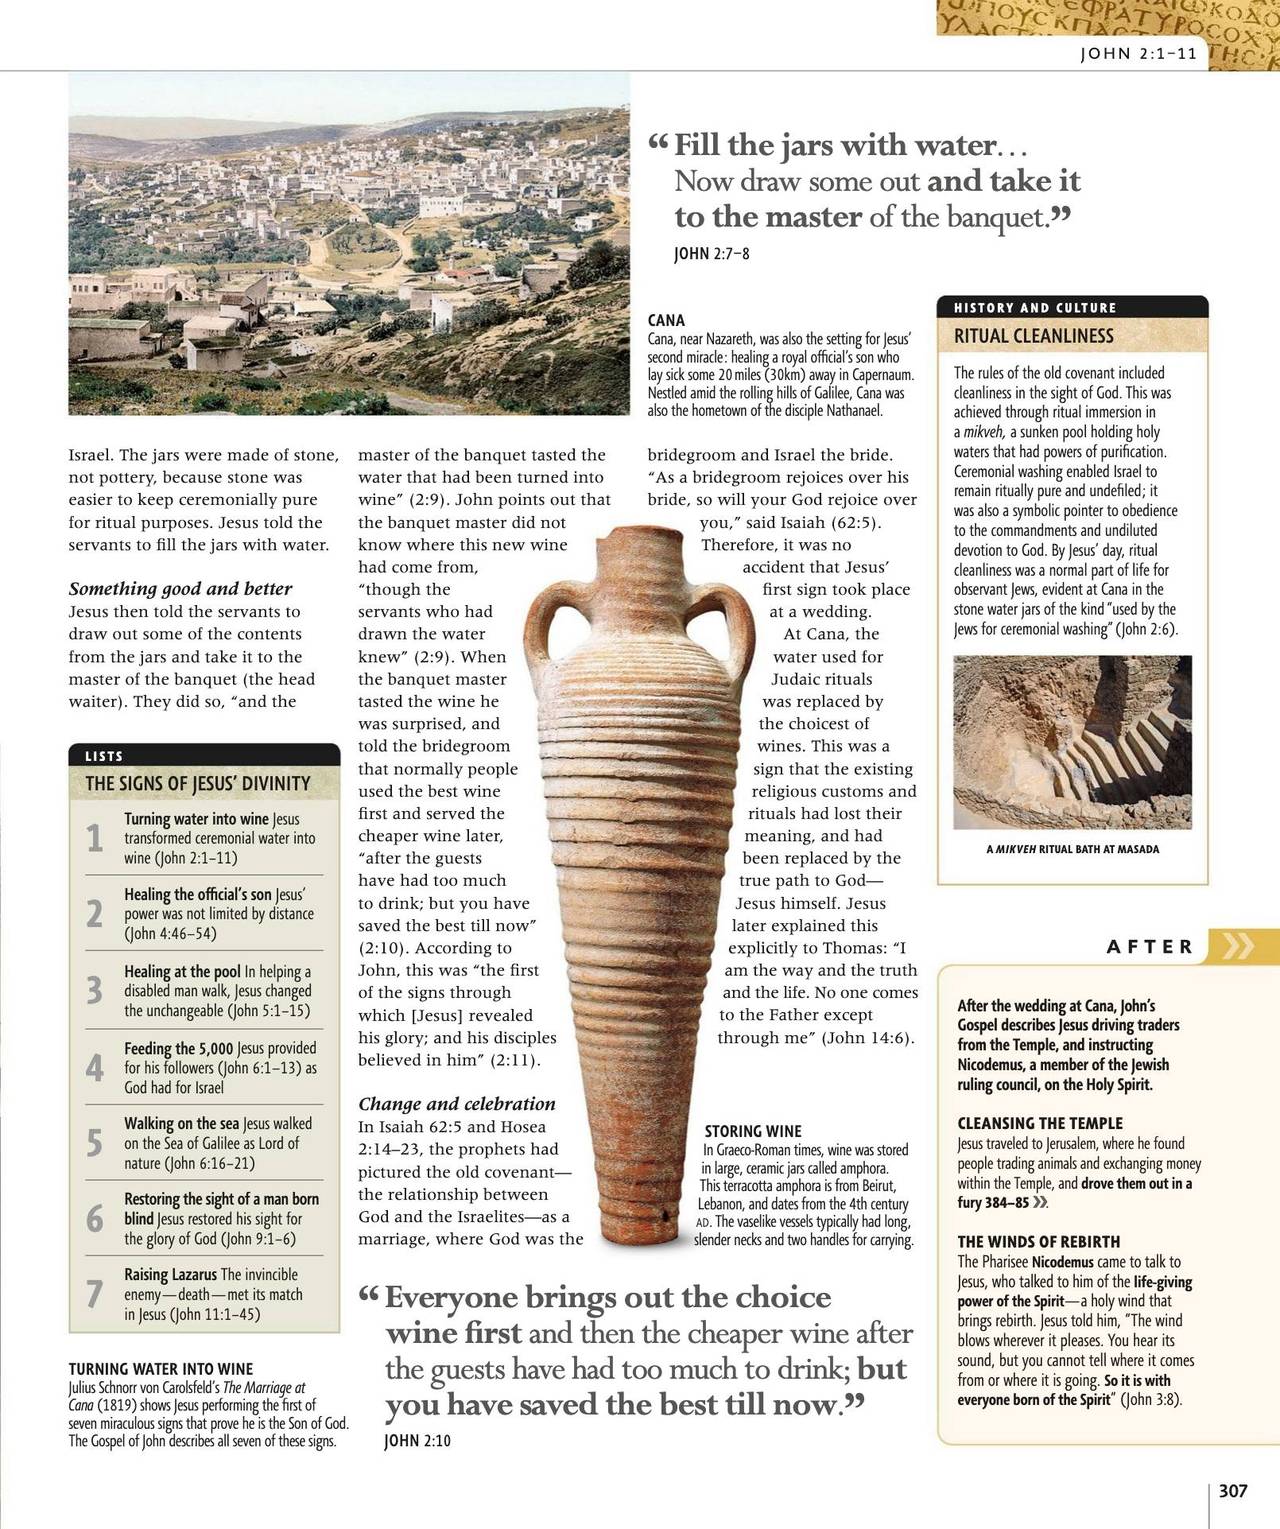 JOHN 2:1–11
“Fill the jars with water…
Now draw some out and take it
to the master of the banquet.”
JOHN 2:7–8
CANA
Cana, near Nazareth, was also the setting for Jesus’
second miracle: healing a royal official’s son who
lay sick some 20 miles (30km) away in Capernaum.
Nestled amid the rolling hills of Galilee, Cana was
also the hometown of the disciple Nathanael.
Israel. The jars were made of stone,
not pottery, because stone was
easier to keep ceremonially pure
for ritual purposes. Jesus told the
servants to fill the jars with water.
Something good and better
Jesus then told the servants to
draw out some of the contents
from the jars and take it to the
master of the banquet (the head
waiter). They did so, “and the
LISTS
THE SIGNS OF JESUS’ DIVINITY
1
Turning water into wine Jesus
transformed ceremonial water into
wine (John 2:1–11)
2
Healing the official’s son Jesus’
power was not limited by distance
(John 4:46–54)
3
Healing at the pool In helping a
disabled man walk, Jesus changed
the unchangeable (John 5:1–15)
4
Feeding the 5,000 Jesus provided
for his followers (John 6:1–13) as
God had for Israel
5
Walking on the sea Jesus walked
on the Sea of Galilee as Lord of
nature (John 6:16–21)
6
Restoring the sight of a man born
blind Jesus restored his sight for
the glory of God (John 9:1–6)
7
Raising Lazarus The invincible
enemy—death—met its match
in Jesus (John 11:1–45)
TURNING WATER INTO WINE
Julius Schnorr von Carolsfeld’s The Marriage at
Cana (1819) shows Jesus performing the first of
seven miraculous signs that prove he is the Son of God.
The Gospel of John describes all seven of these signs.
master of the banquet tasted the
water that had been turned into
wine” (2:9). John points out that
the banquet master did not
know where this new wine
had come from,
“though the
servants who had
drawn the water
knew” (2:9). When
the banquet master
tasted the wine he
was surprised, and
told the bridegroom
that normally people
used the best wine
first and served the
cheaper wine later,
“after the guests
have had too much
to drink; but you have
saved the best till now”
(2:10). According to
John, this was “the first
of the signs through
which [Jesus] revealed
his glory; and his disciples
believed in him” (2:11).
Change and celebration
In Isaiah 62:5 and Hosea
2:14–23, the prophets had
pictured the old covenant—
the relationship between
God and the Israelites—as a
marriage, where God was the
bridegroom and Israel the bride.
“As a bridegroom rejoices over his
bride, so will your God rejoice over
you,” said Isaiah (62:5).
Therefore, it was no
accident that Jesus’
first sign took place
at a wedding.
At Cana, the
water used for
Judaic rituals
was replaced by
the choicest of
wines. This was a
sign that the existing
religious customs and
rituals had lost their
meaning, and had
been replaced by the
true path to God—
Jesus himself. Jesus
later explained this
explicitly to Thomas: “I
am the way and the truth
and the life. No one comes
to the Father except
through me” (John 14:6).
STORING WINE
In Graeco-Roman times, wine was stored
in large, ceramic jars called amphora.
This terracotta amphora is from Beirut,
Lebanon, and dates from the 4th century
AD. The vaselike vessels typically had long,
slender necks and two handles for carrying.
“Everyone brings out the choice
wine first and then the cheaper wine after
the guests have had too much to drink; but
you have saved the best till now.”
JOHN 2:10
HISTORY AND CULTURE
RITUAL CLEANLINESS
The rules of the old covenant included
cleanliness in the sight of God. This was
achieved through ritual immersion in
a mikveh, a sunken pool holding holy
waters that had powers of purification.
Ceremonial washing enabled Israel to
remain ritually pure and undefiled; it
was also a symbolic pointer to obedience
to the commandments and undiluted
devotion to God. By Jesus’ day, ritual
cleanliness was a normal part of life for
observant Jews, evident at Cana in the
stone water jars of the kind “used by the
Jews for ceremonial washing” (John 2:6).
A MIKVEH RITUAL BATH AT MASADA
AFTER
After the wedding at Cana, John’s
Gospel describes Jesus driving traders
from the Temple, and instructing
Nicodemus, a member of the Jewish
ruling council, on the Holy Spirit.
CLEANSING THE TEMPLE
Jesus traveled to Jerusalem, where he found
people trading animals and exchanging money
within the Temple, and drove them out in a
fury 384–85 ».
THE WINDS OF REBIRTH
The Pharisee Nicodemus came to talk to
Jesus, who talked to him of the life-giving
power of the Spirit—a holy wind that
brings rebirth. Jesus told him, “The wind
blows wherever it pleases. You hear its
sound, but you cannot tell where it comes
from or where it is going. So it is with
everyone born of the Spirit” (John 3:8).
307